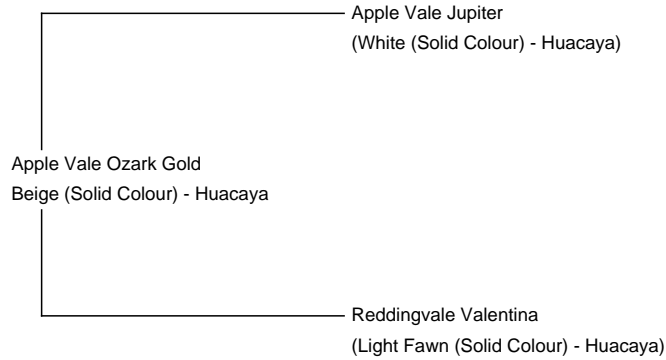 Apple Vale Jupiter
(White (Solid Colour) - Huacaya)
Apple Vale Ozark Gold
Beige (Solid Colour) - Huacaya
Reddingvale Valentina
(Light Fawn (Solid Colour) - Huacaya)